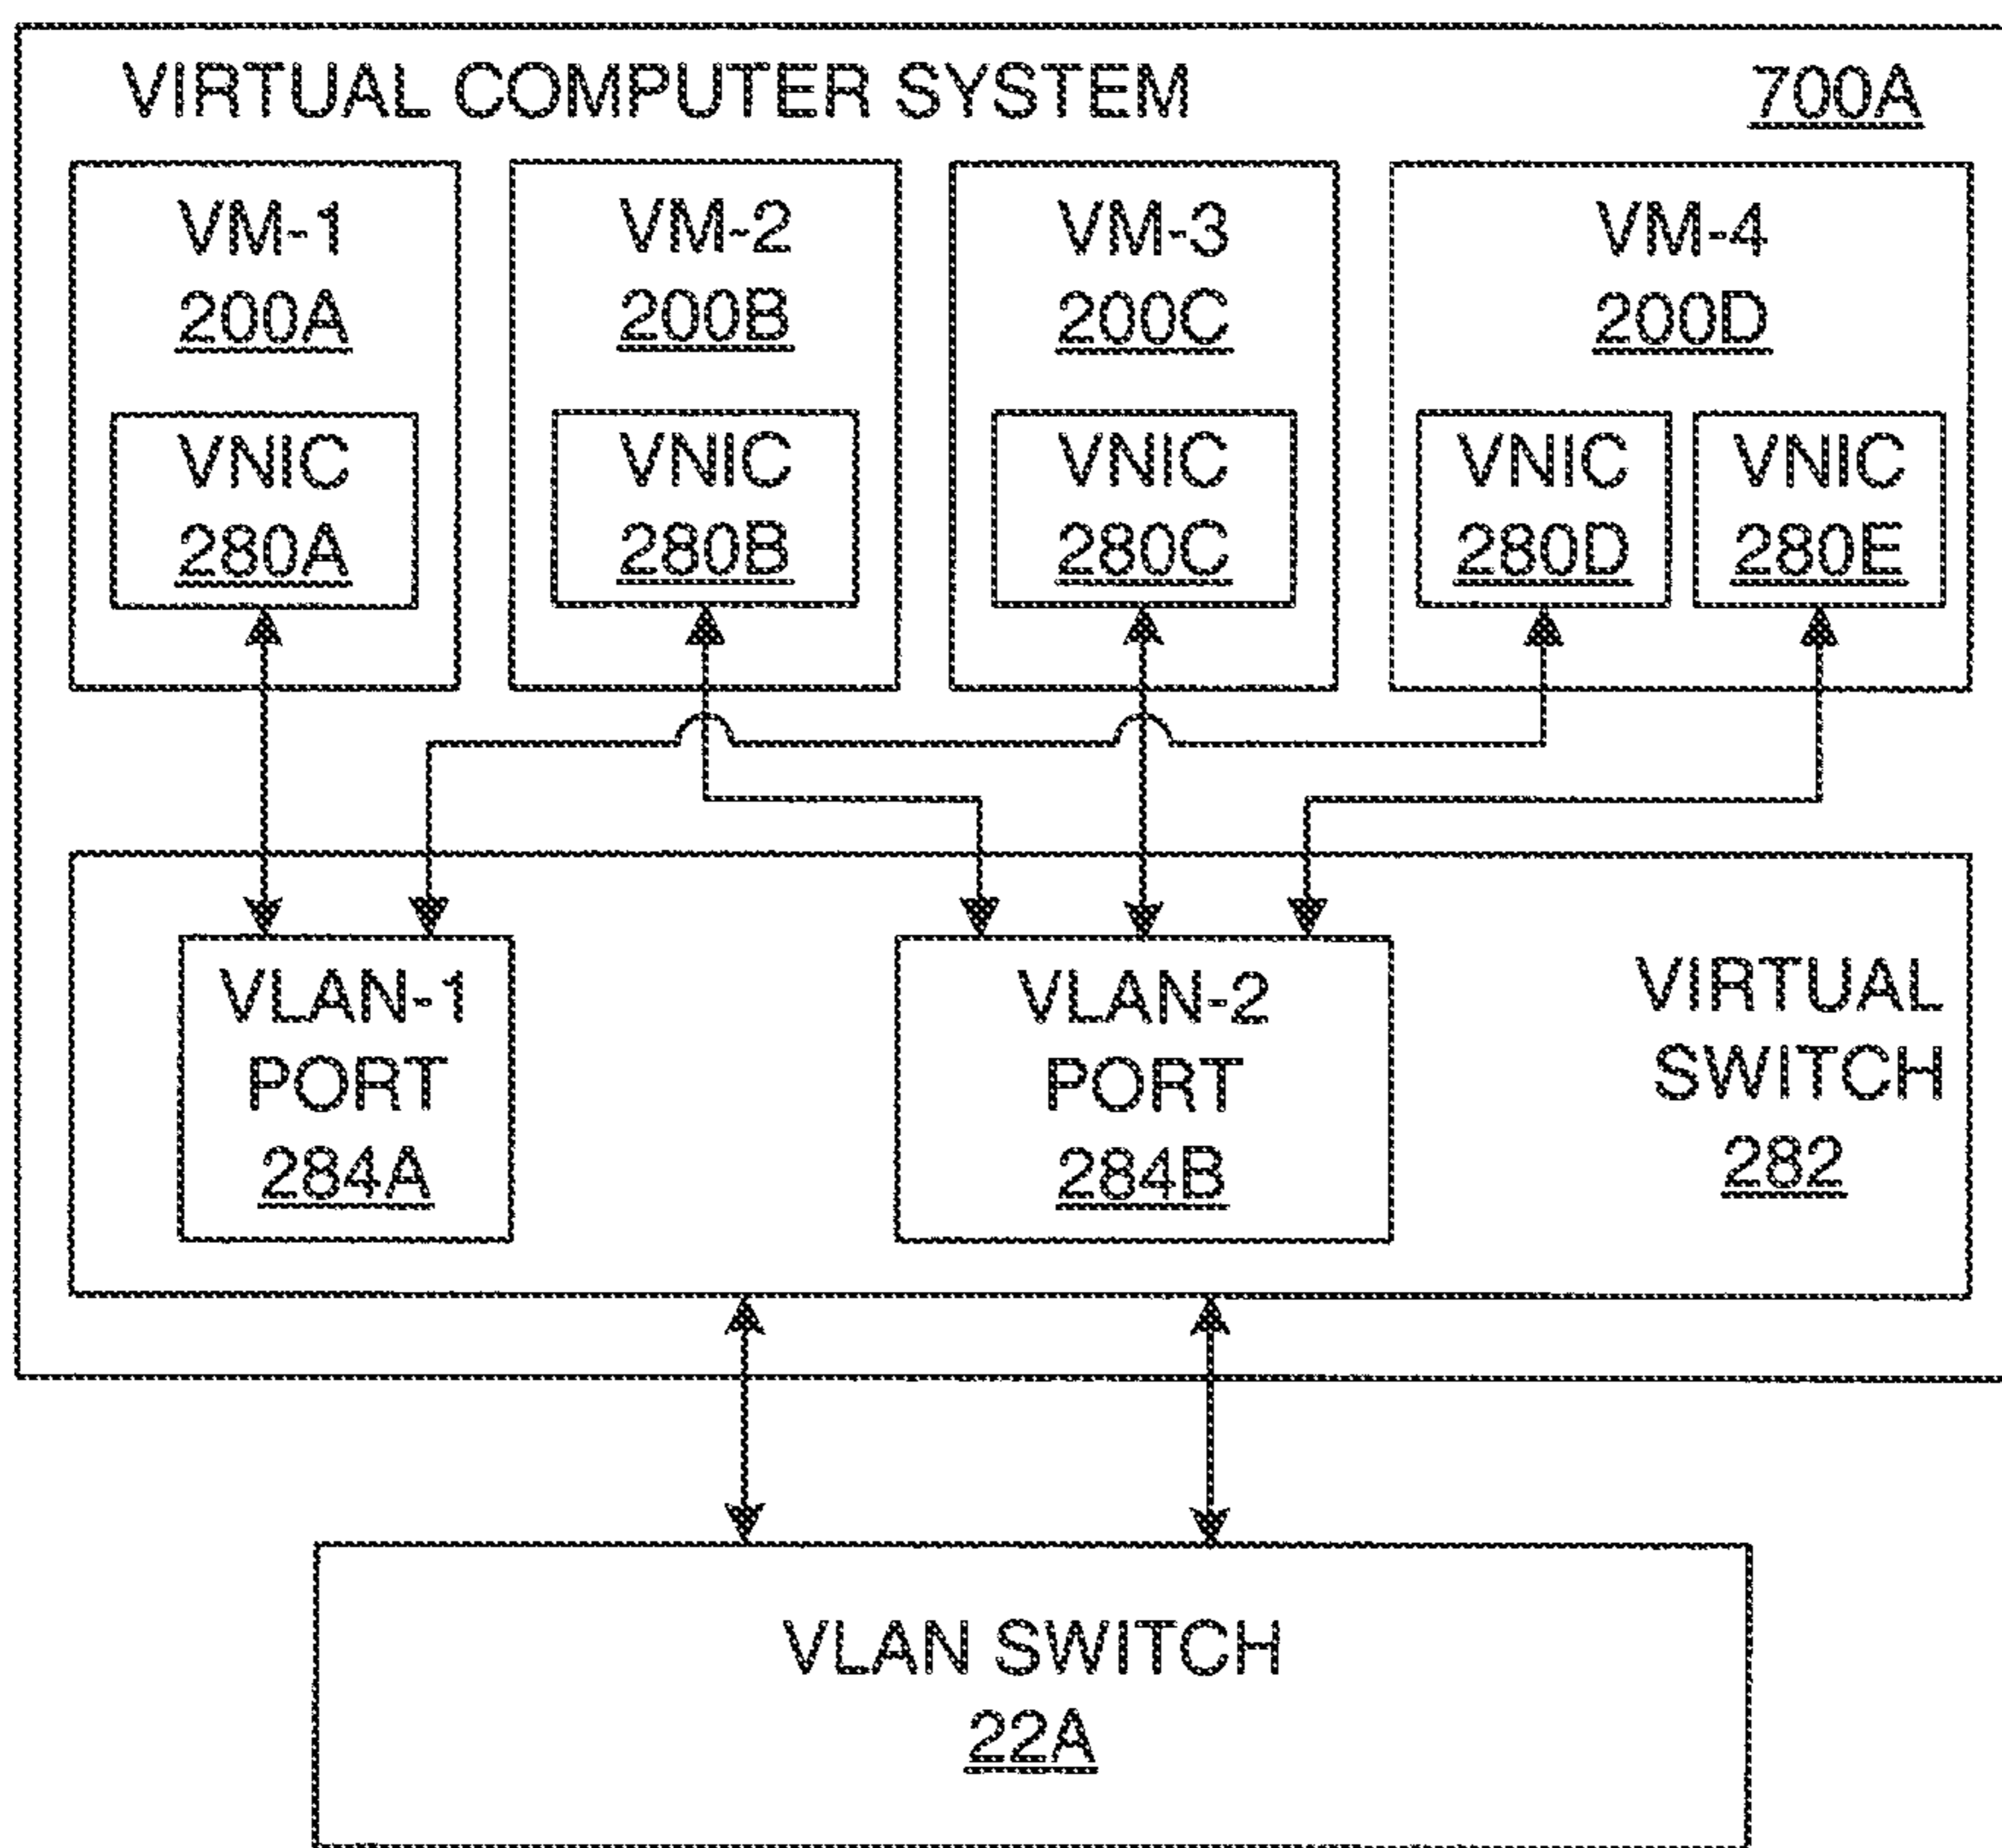 VIRTUAL COMPUTER SYSTEM 700A
VM-1
200A
VNIC
280A
VM-2
200B
VNIC
280B
VM-3
200C
VNIC
280C
VM-4
200D
VNIC
280D
VNIC
280E
VLAN-1
PORT
284A
VLAN-2
PORT
284B
VIRTUAL
SWITCH
282
VLAN SWITCH
22A